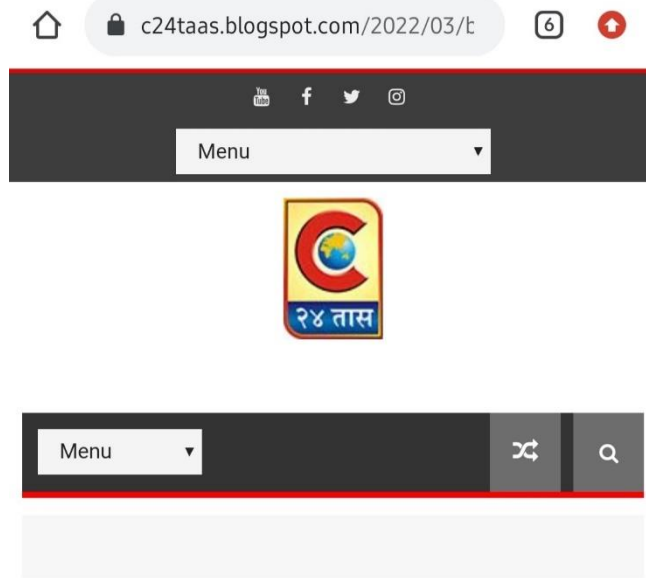 c24taas.blogspot.com/2022/03/b
6
You
Tube
Menu
C
२४ तास
Menu